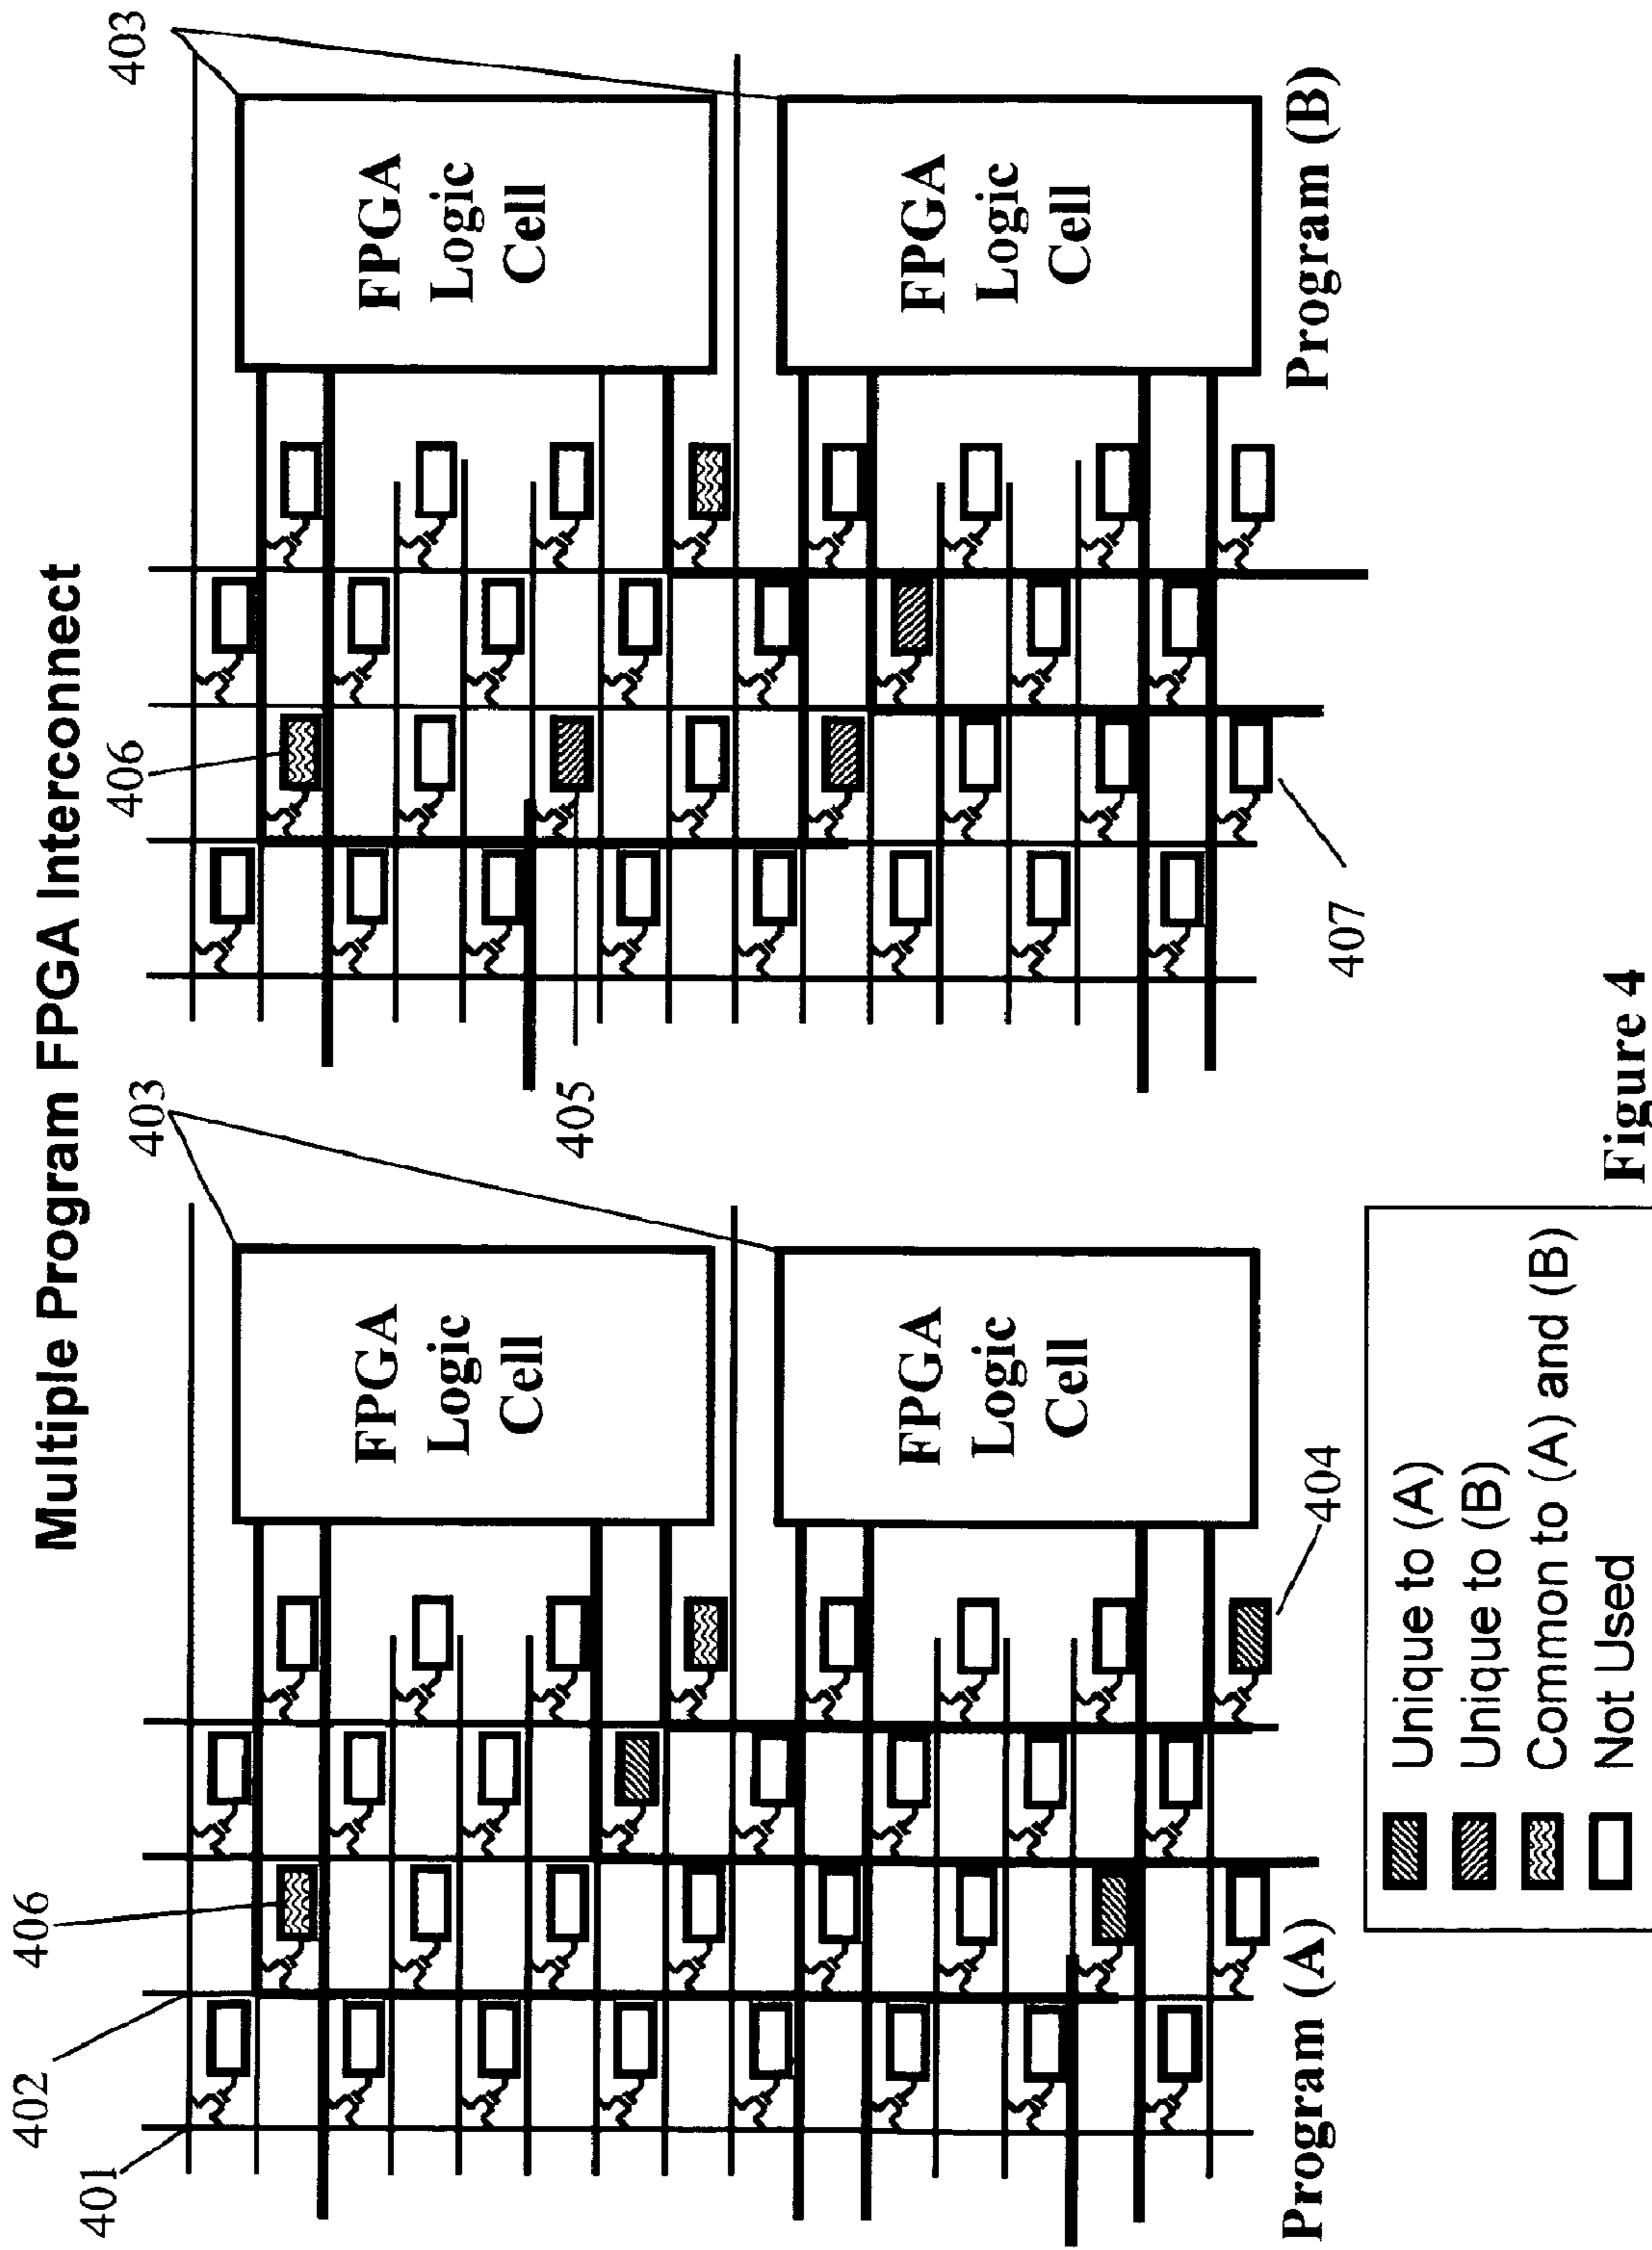 Multiple Program FPGA Interconnect
401
402
406
403
406
403
FPGA
Logic
Cell
FPGA
Logic
Cell
FPGA
Logic
Cell
FPGA
Logic
Cell
405
404
407
Program (A)
Program (B)
Unique to (A)
Unique to (B)
Common to (A) and (B)
Not Used
Figure 4